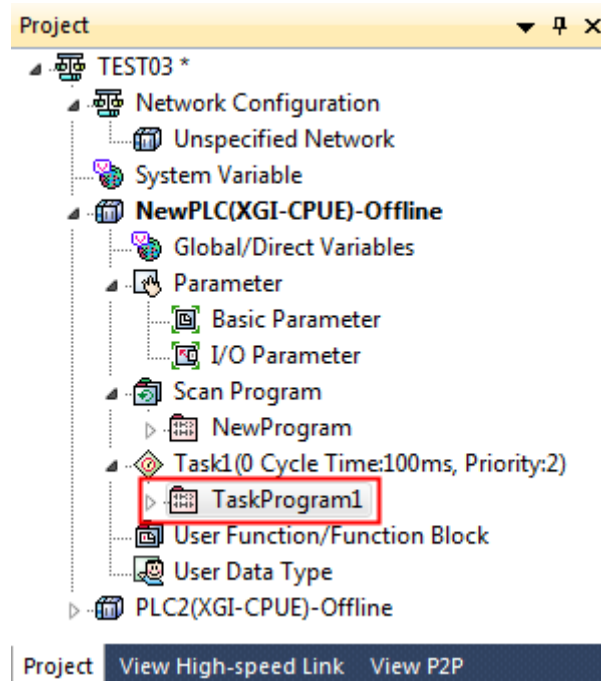 Project
TEST03 *
Network Configuration
Unspecified Network
System Variable
NewPLC(XGI-CPUE)-Offline
Global/Direct Variables
Parameter
Basic Parameter
I/O Parameter
Scan Program
NewProgram
Task1(0 Cycle Time:100ms, Priority:2)
TaskProgram1
User Function/Function Block
User Data Type
PLC2(XGI-CPUE)-Offline
Project View High-speed Link View P2P